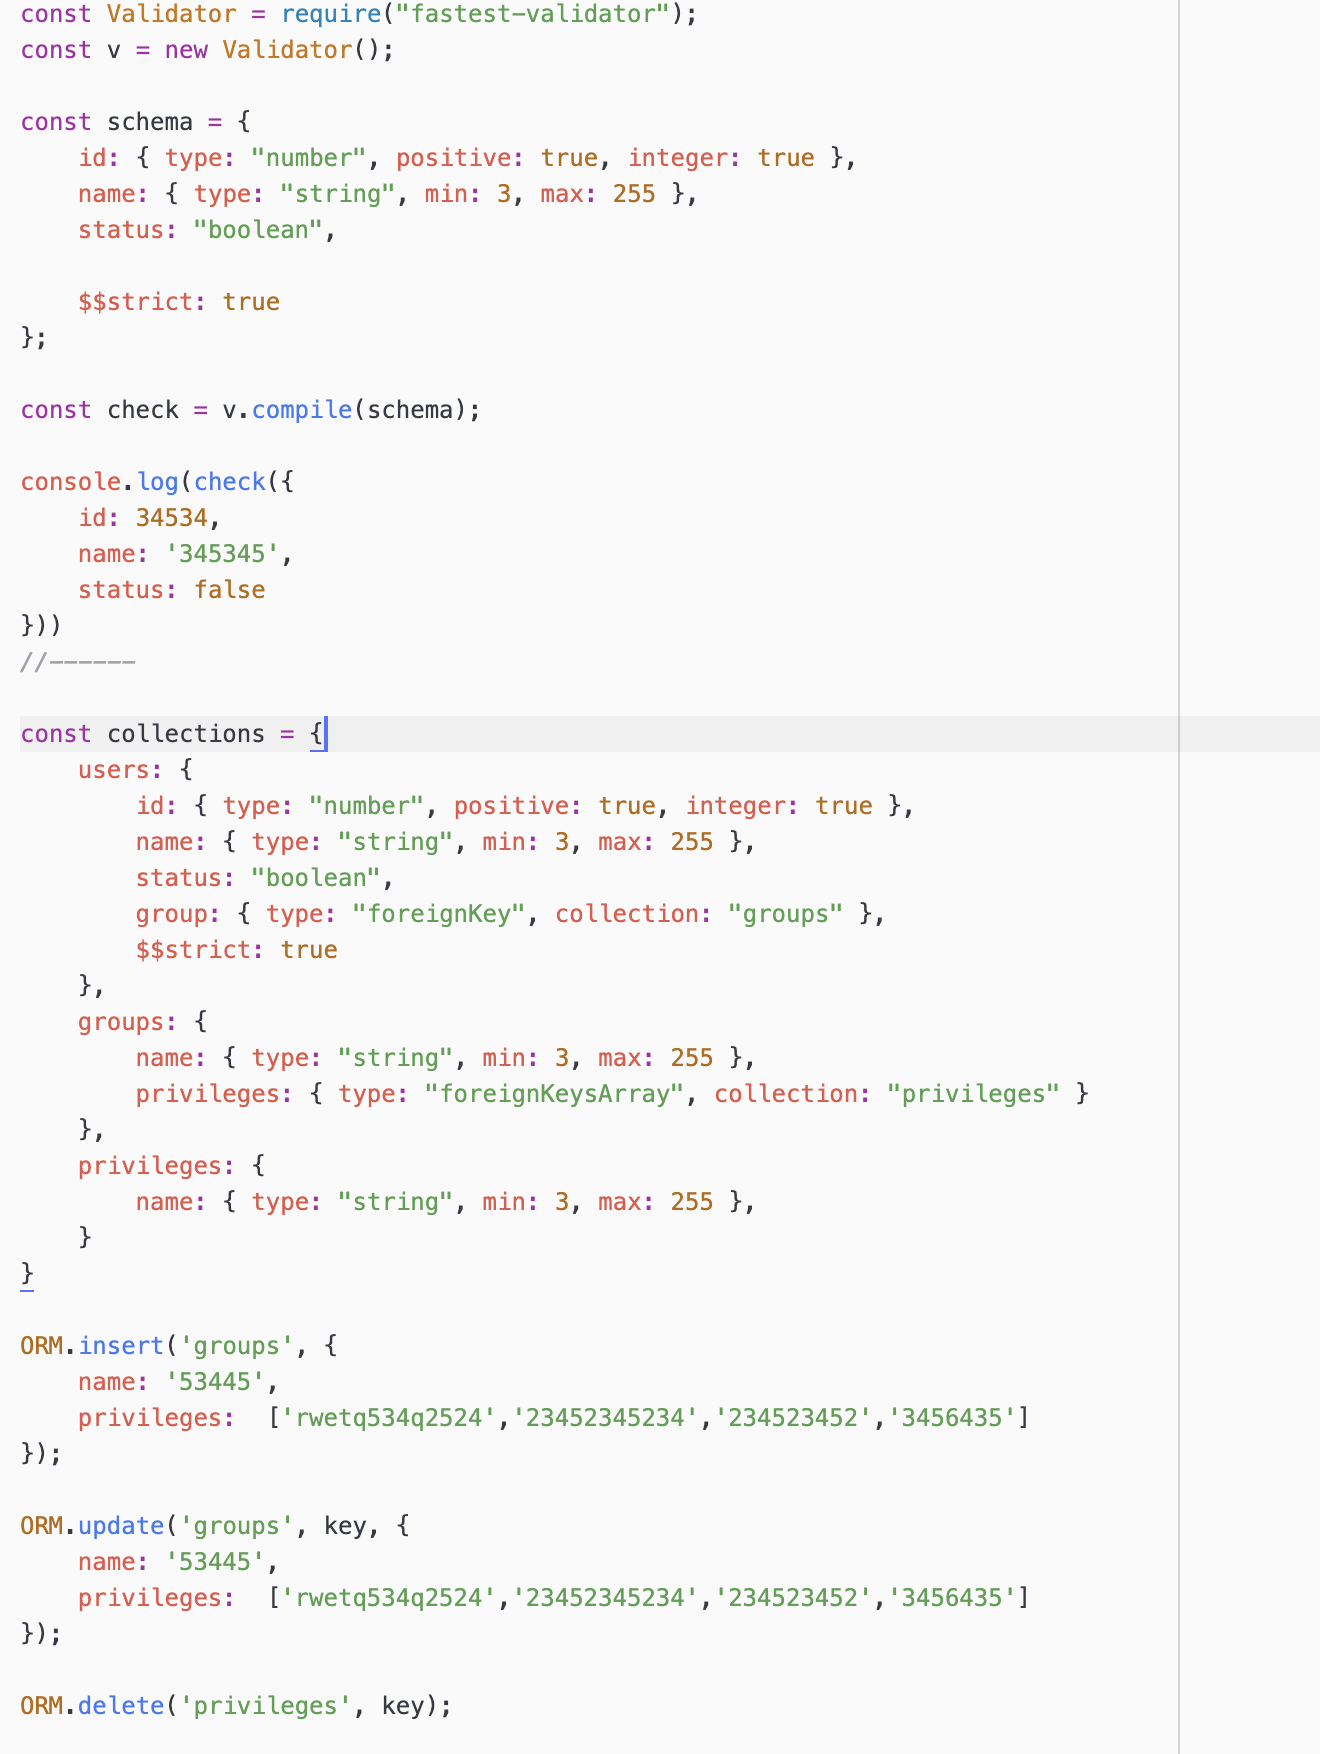 const Validator = require("fastest-validator");
const v = new Validator();
const schema = {
    id: { type: "number", positive: true, integer: true },
    name: { type: "string", min: 3, max: 255 },
    status: "boolean",
    $$strict: true
};
const check = v.compile(schema);
console.log(check({
    id: 34534,
    name: '345345',
    status: false
}))
//------
const collections = {
    users: {
        id: { type: "number", positive: true, integer: true },
        name: { type: "string", min: 3, max: 255 },
        status: "boolean",
        group: { type: "foreignKey", collection: "groups" },
        $$strict: true
    },
    groups: {
        name: { type: "string", min: 3, max: 255 },
        privileges: { type: "foreignKeysArray", collection: "privileges" }
    },
    privileges: {
        name: { type: "string", min: 3, max: 255 },
    }
}
ORM.insert('groups', {
    name: '53445',
    privileges:  ['rwetq534q2524','23452345234','234523452','3456435']
});
ORM.update('groups', key, {
    name: '53445',
    privileges:  ['rwetq534q2524','23452345234','234523452','3456435']
});
ORM.delete('privileges', key);